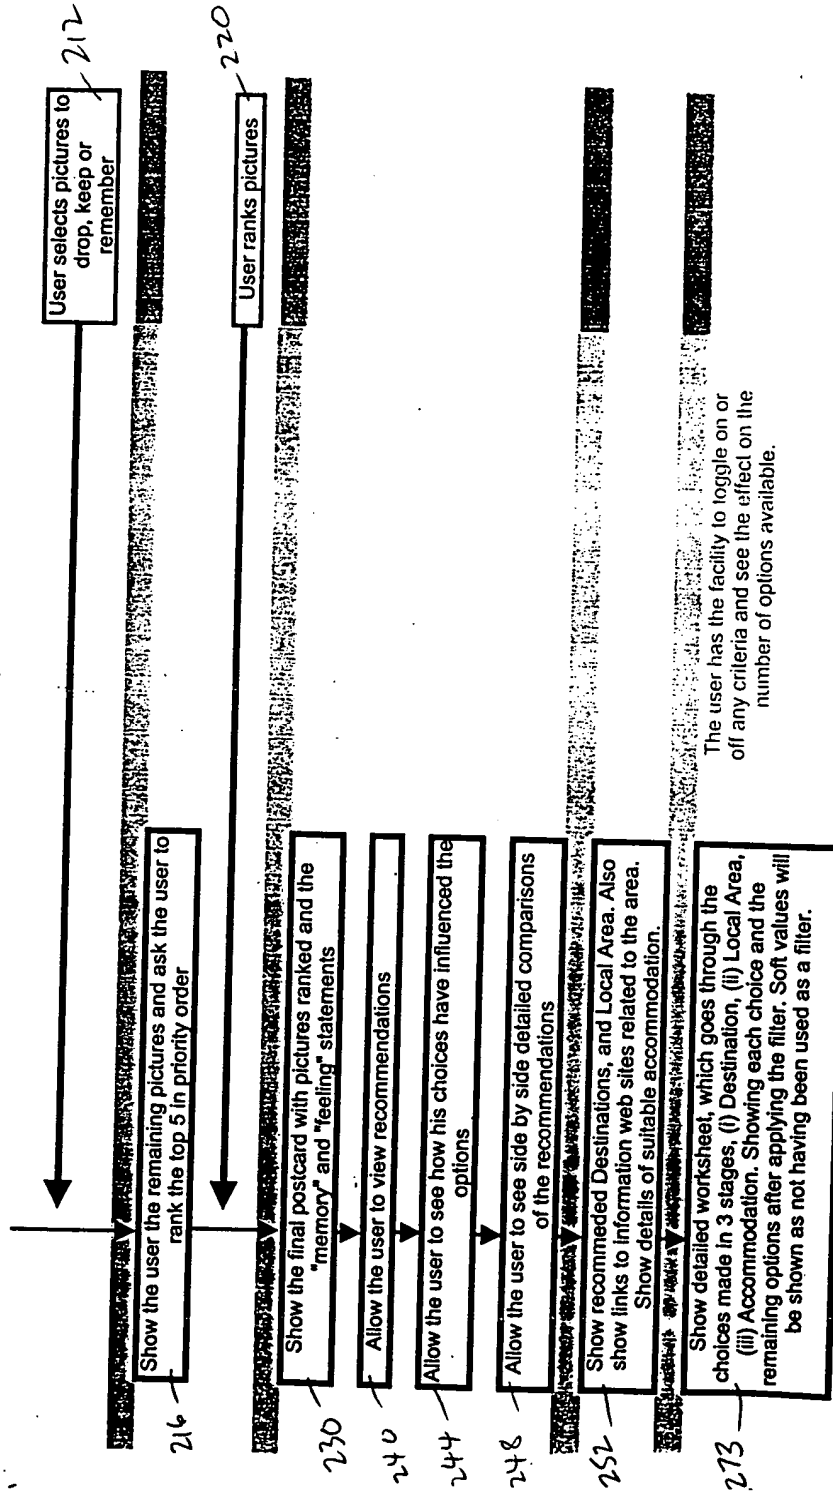 212
User selects pictures to
drop, keep or
remember
216
Show the user the remaining pictures and ask the user to
rank the top 5 in priority order
220
User ranks pictures
230
Show the final postcard with pictures ranked and the
"memory" and "feeling" statements
240
Allow the user to view recommendations
244
Allow the user to see how his choices have influenced the
options
248
Allow the user to see side by side detailed comparisons
of the recommendations
252
Show recommeded Destinations, and Local Area. Also
show links to Information web sites related to the area.
Show details of suitable accommodation.
273
Show detailed worksheet, which goes through the
choices made in 3 stages, (i) Destination, (ii) Local Area,
(iii) Accommodation. Showing each choice and the
remaining options after applying the filter. Soft values will
be shown as not having been used as a filter.
The user has the facility to toggle on or
off any criteria and see the effect on the
number of options available.